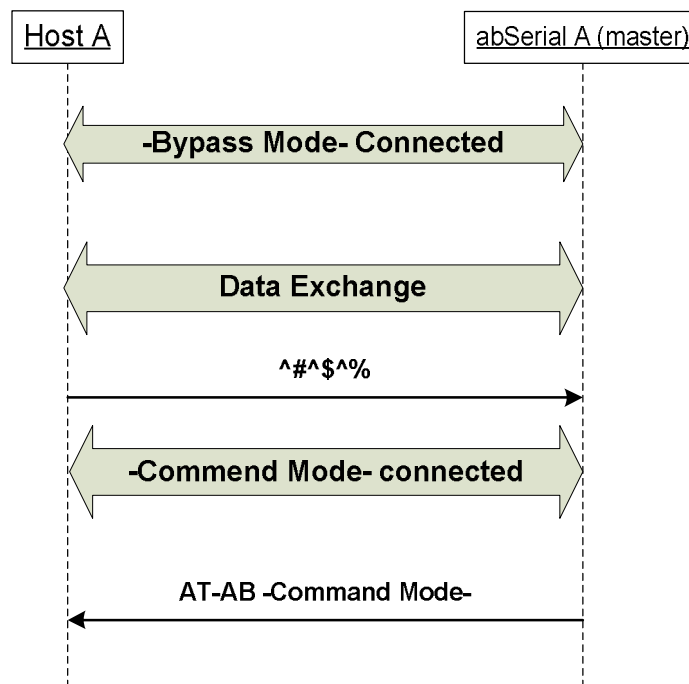 Host A
abSerial A (master)
-Bypass Mode- Connected
Data Exchange
^#^$^%
-Commend Mode- connected
AT-AB -Command Mode-